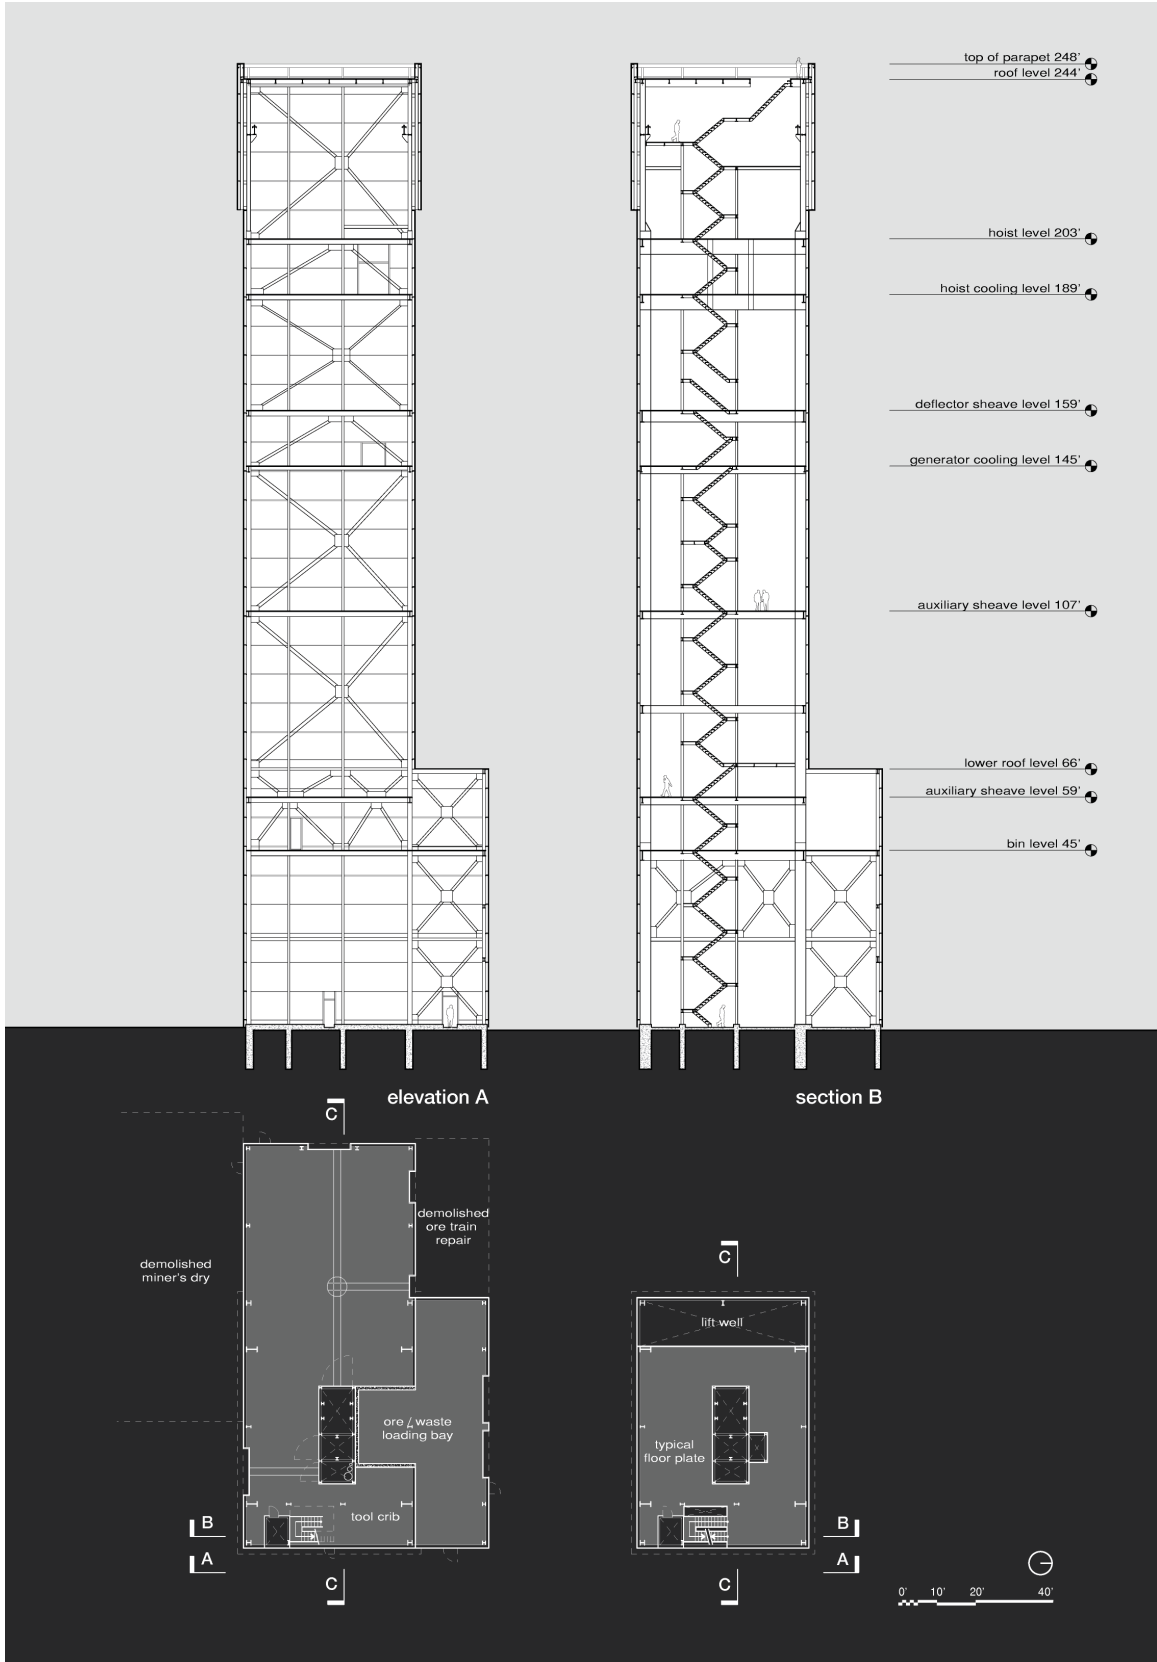 top of parapet 248'
roof level 244'
hoist level 203'
hoist cooling level 189'
deflector sheave level 159'
generator cooling level 145'
auxiliary sheave level 107'
lower roof level 66'
auxiliary sheave level 59'
bin level 45'
elevation A
section B
C
demolished
ore train
repair
demolished
miner's dry
C
lift well
ore / waste
loading bay
typical
floor plate
tool crib
B
B
A
A
C
C
0' 10' 20' 40'